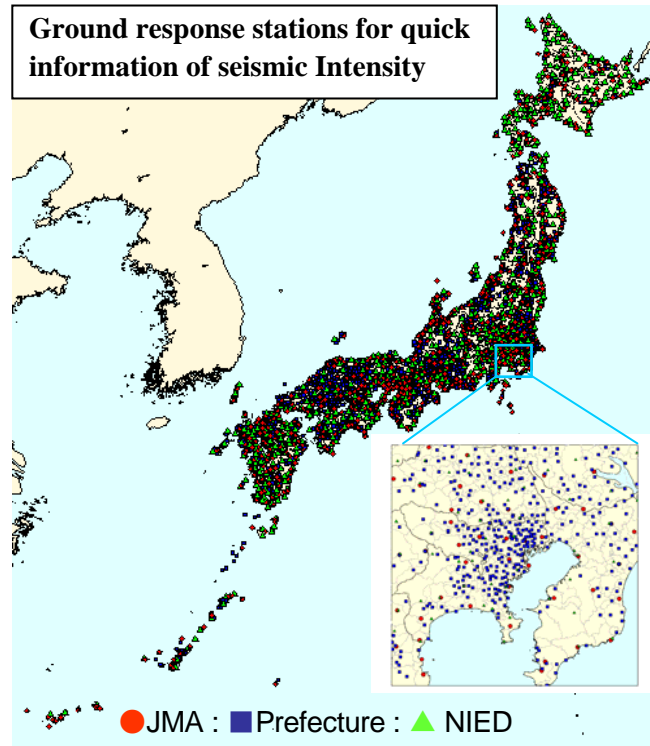 Ground response stations for quick
information of seismic Intensity
JMA : Prefecture : NIED